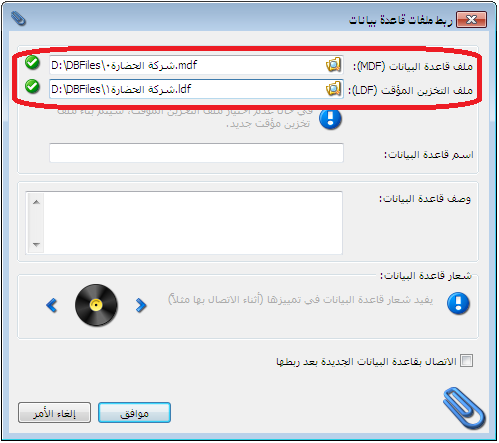 ربط ملفات قاعدة بيانات
ملف قاعدة البيانات (MDF): D:\DBFiles\شركة الحضارة٠.mdf
ملف التخزين المؤقت (LDF): D:\DBFiles\شركة الحضارة١.ldf
في حال عدم اختيار ملف التخزين المؤقت، سيتم بناء ملف
تخزين مؤقت جديد.
اسم قاعدة البيانات:
وصف قاعدة البيانات:
شعار قاعدة البيانات:
يفيد شعار قاعدة البيانات في تمييزها (أثناء الاتصال بها مثلاً)
الاتصال بقاعدة البيانات الجديدة بعد ربطها
موافق
إلغاء الأمر